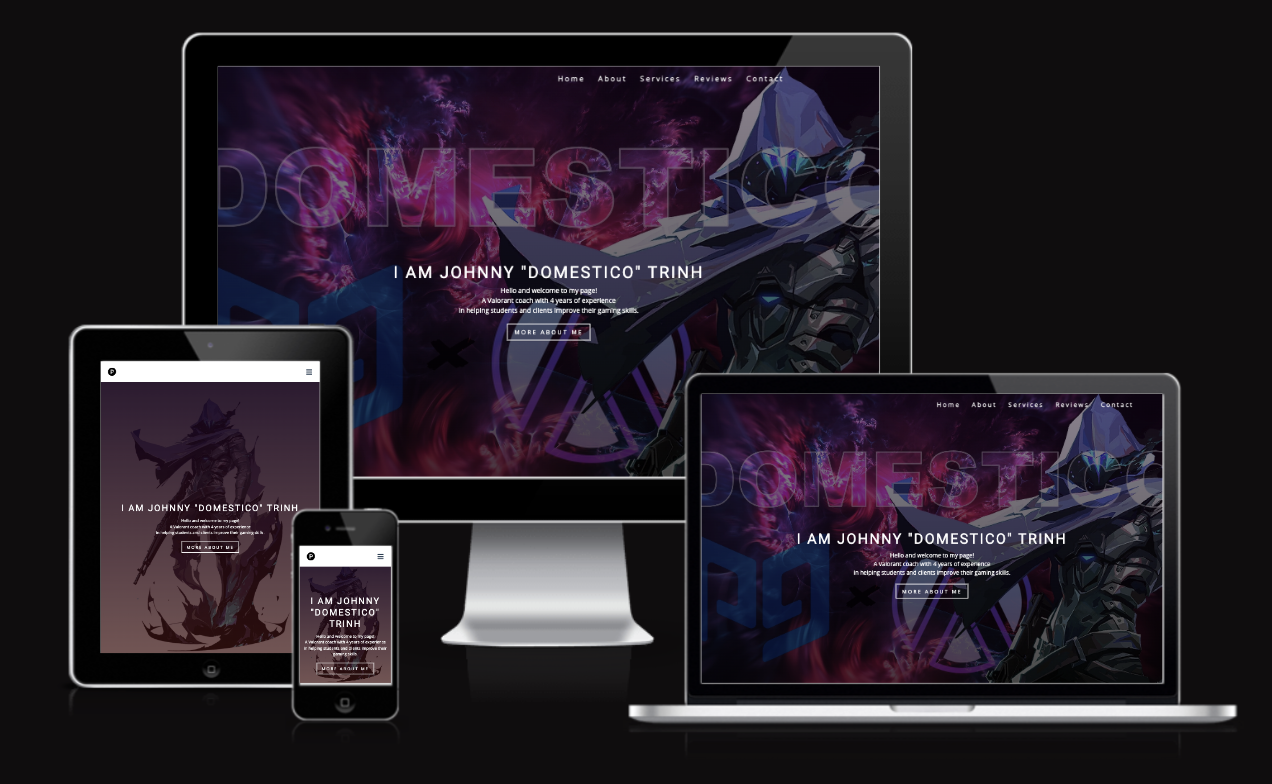 Home About Services Reviews Contact
DOMESTICO
I AM JOHNNY "DOMESTICO" TRINH
Hello and welcome to my page!
A Valorant coach with 4 years of experience
in helping students and clients improve their gaming skills.
MORE ABOUT ME
P
I AM JOHNNY "DOMESTICO" TRINH
Hello and welcome to my page!
A Valorant coach with 4 years of experience
in helping students and clients improve their gaming skills.
MORE ABOUT ME
P
I AM JOHNNY
"DOMESTICO"
TRINH
Hello and welcome to my page!
A Valorant coach with 4 years of experience
in helping students and clients improve their
gaming skills.
MORE ABOUT ME
Home About Services Reviews Contact
DOMESTICO
I AM JOHNNY "DOMESTICO" TRINH
Hello and welcome to my page!
A Valorant coach with 4 years of experience
in helping students and clients improve their gaming skills.
MORE ABOUT ME